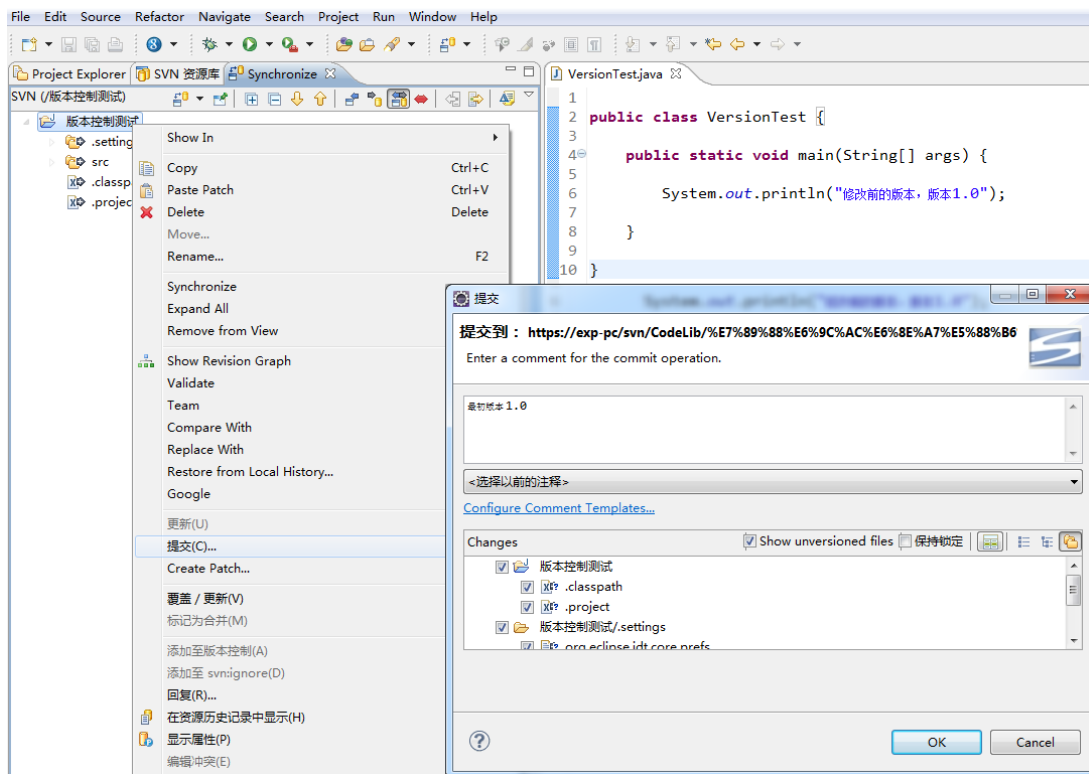 File Edit Source Refactor Navigate Search Project Run Window Help
Project Explorer SVN 资源库 Synchronize
SVN (/版本控制测试)
版本控制测试
.setting
src
.classp
.projec
Show In
Copy Ctrl+C
Paste Patch Ctrl+V
Delete Delete
Move...
Rename... F2
Synchronize
Expand All
Remove from View
Show Revision Graph
Validate
Team
Compare With
Replace With
Restore from Local History...
Google
更新(U)
提交(C)...
Create Patch...
覆盖 / 更新(V)
标记为合并(M)
添加至版本控制(A)
添加至 svn:ignore(D)
回复(R)...
在资源历史记录中显示(H)
显示属性(P)
编辑冲突(E)
VersionTest.java
1
2 public class VersionTest {
3
4 public static void main(String[] args) {
5
6 System.out.println("修改前的版本，版本1.0");
7
8 }
9
10 }
提交
提交到： https://exp-pc/svn/CodeLib/%E7%89%88%E6%9C%AC%E6%8E%A7%E5%88%B6
Enter a comment for the commit operation.
最初版本1.0
<选择以前的注释>
Configure Comment Templates...
Changes Show unversioned files 保持锁定
版本控制测试
.classpath
.project
版本控制测试/.settings
org.eclipse.jdt.core.prefs
OK Cancel